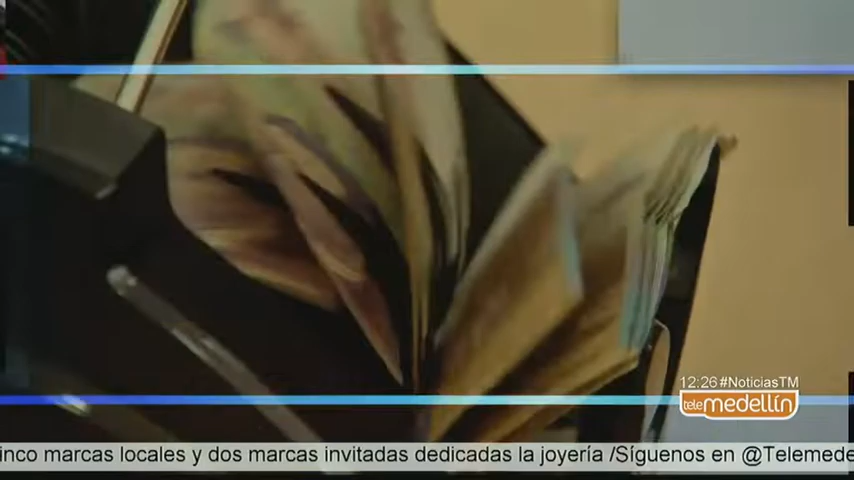 12:26 #NoticiasTM
tele medellín
inco marcas locales y dos marcas invitadas dedicadas la joyería /Síguenos en @Telemede